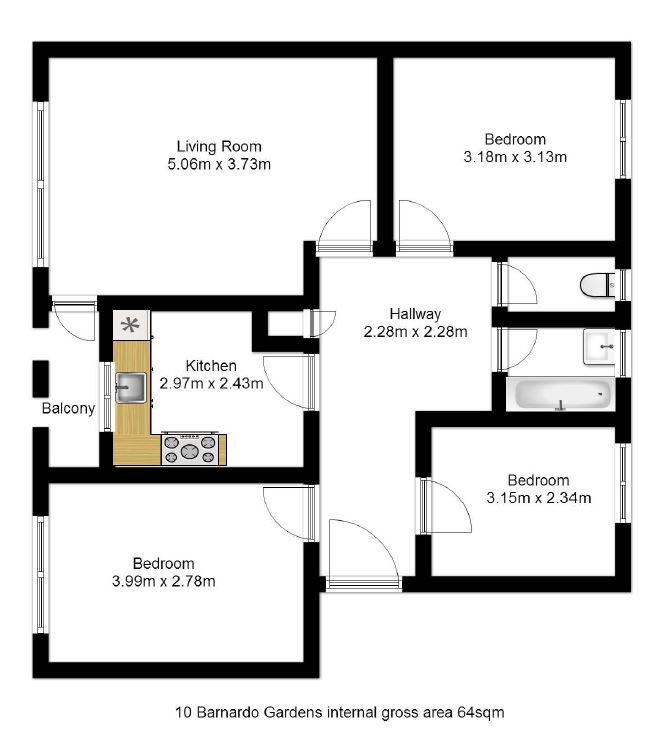 Living Room
5.06m x 3.73m
Bedroom
3.18m x 3.13m
Hallway
2.28m x 2.28m
Kitchen
2.97m x 2.43m
Balcony
Bedroom
3.15m x 2.34m
Bedroom
3.99m x 2.78m
10 Barnardo Gardens internal gross area 64sqm